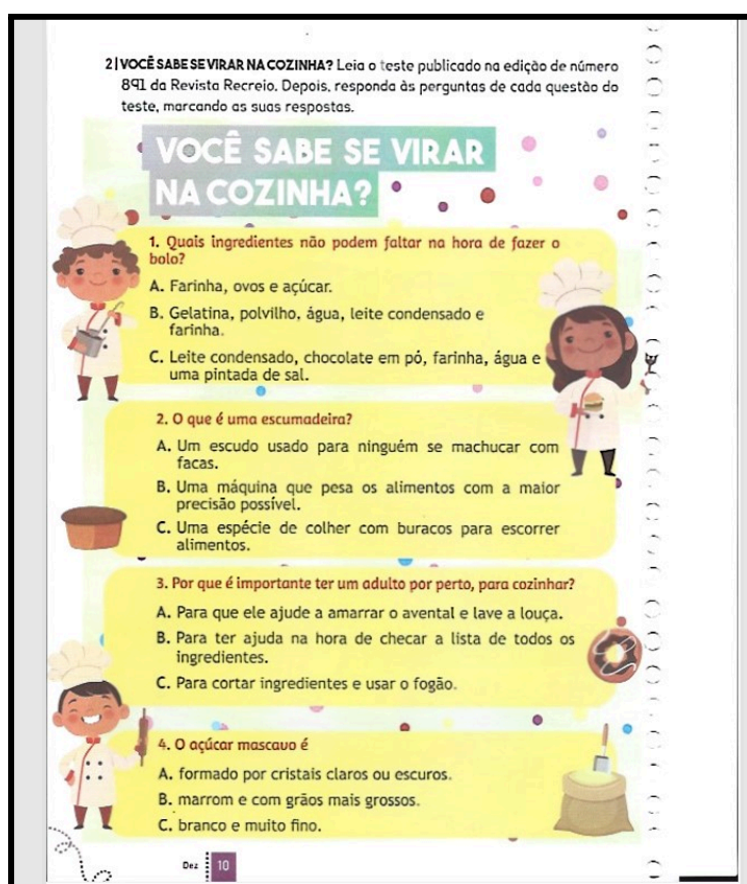 2 | VOCÊ SABE SE VIRAR NA COZINHA? Leia o teste publicado na edição de número
891 da Revista Recreio. Depois, responda às perguntas de cada questão do
teste, marcando as suas respostas.
VOCÊ SABE SE VIRAR
NA COZINHA?
1. Quais ingredientes não podem faltar na hora de fazer o
bolo?
A. Farinha, ovos e açúcar.
B. Gelatina, polvilho, água, leite condensado e
farinha.
C. Leite condensado, chocolate em pó, farinha, água e
uma pintada de sal.
2. O que é uma escumadeira?
A. Um escudo usado para ninguém se machucar com
facas.
B. Uma máquina que pesa os alimentos com a maior
precisão possível.
C. Uma espécie de colher com buracos para escorrer
alimentos.
3. Por que é importante ter um adulto por perto, para cozinhar?
A. Para que ele ajude a amarrar o avental e lave a louça.
B. Para ter ajuda na hora de checar a lista de todos os
ingredientes.
C. Para cortar ingredientes e usar o fogão.
4. O açúcar mascavo é
A. formado por cristais claros ou escuros.
B. marrom e com grãos mais grossos.
C. branco e muito fino.
Dez 10